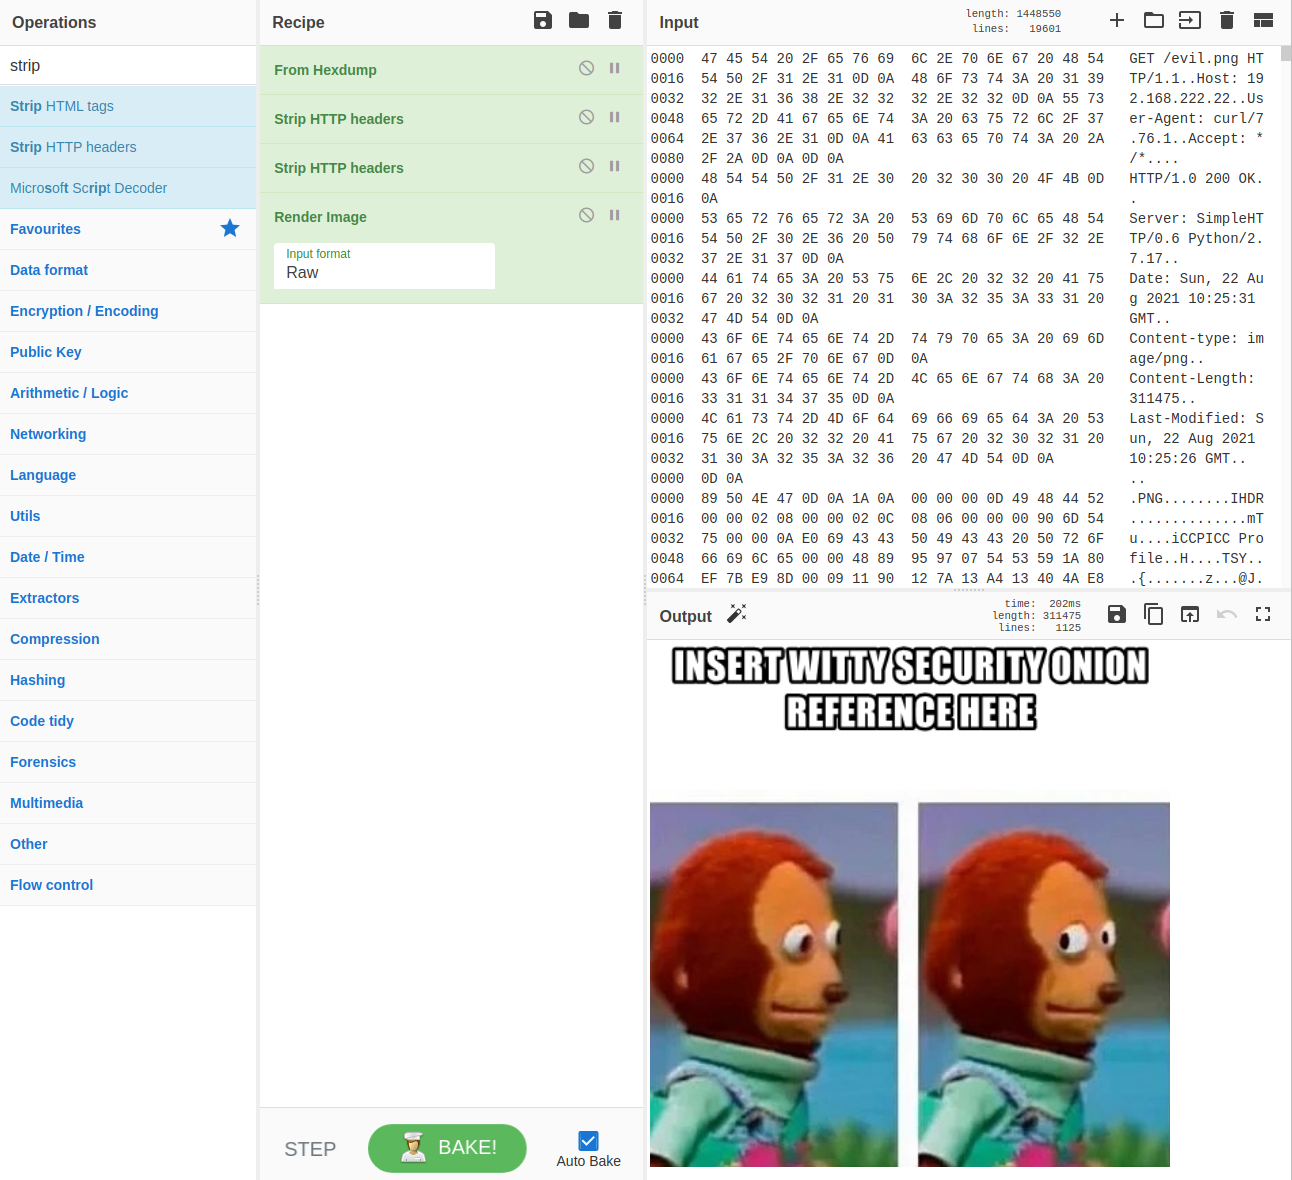 Operations
strip
Strip HTML tags
Strip HTTP headers
Microsoft Script Decoder
Favourites
Data format
Encryption / Encoding
Public Key
Arithmetic / Logic
Networking
Language
Utils
Date / Time
Extractors
Compression
Hashing
Code tidy
Forensics
Multimedia
Other
Flow control
Recipe
From Hexdump
Strip HTTP headers
Strip HTTP headers
Render Image
Input format
Raw
STEP
BAKE!
Auto Bake
Input
length: 1448550
lines: 19601
0000 47 45 54 20 2F 65 76 69 6C 2E 70 6E 67 20 48 54 GET /evil.png HT
0016 54 50 2F 31 2E 31 0D 0A 48 6F 73 74 3A 20 31 39 TP/1.1..Host: 19
0032 32 2E 31 36 38 2E 32 32 32 2E 32 32 0D 0A 55 73 2.168.222.22..Us
0048 65 72 2D 41 67 65 6E 74 3A 20 63 75 72 6C 2F 37 er-Agent: curl/7
0064 2E 37 36 2E 31 0D 0A 41 63 63 65 70 74 3A 20 2A .76.1..Accept: *
0080 2F 2A 0D 0A 0D 0A /*....
0000 48 54 54 50 2F 31 2E 30 20 32 30 30 20 4F 4B 0D HTTP/1.0 200 OK.
0016 0A .
0000 53 65 72 76 65 72 3A 20 53 69 6D 70 6C 65 48 54 Server: SimpleHT
0016 54 50 2F 30 2E 36 20 50 79 74 68 6F 6E 2F 32 2E TP/0.6 Python/2.
0032 37 2E 31 37 0D 0A 7.17..
0000 44 61 74 65 3A 20 53 75 6E 2C 20 32 32 20 41 75 Date: Sun, 22 Au
0016 67 20 32 30 32 31 20 31 30 3A 32 35 3A 33 31 20 g 2021 10:25:31
0032 47 4D 54 0D 0A GMT..
0000 43 6F 6E 74 65 6E 74 2D 74 79 70 65 3A 20 69 6D Content-type: im
0016 61 67 65 2F 70 6E 67 0D 0A age/png..
0000 43 6F 6E 74 65 6E 74 2D 4C 65 6E 67 74 68 3A 20 Content-Length:
0016 33 31 31 34 37 35 0D 0A 311475..
0000 4C 61 73 74 2D 4D 6F 64 69 66 69 65 64 3A 20 53 Last-Modified: S
0016 75 6E 2C 20 32 32 20 41 75 67 20 32 30 32 31 20 un, 22 Aug 2021
0032 31 30 3A 32 35 3A 32 36 20 47 4D 54 0D 0A 10:25:26 GMT..
0000 0D 0A ..
0000 89 50 4E 47 0D 0A 1A 0A 00 00 00 0D 49 48 44 52 .PNG........IHDR
0016 00 00 02 08 00 00 02 0C 08 06 00 00 00 90 6D 54 ..............mT
0032 75 00 00 0A E0 69 43 43 50 49 43 43 20 50 72 6F u....iCCPICC Pro
0048 66 69 6C 65 00 00 48 89 95 97 07 54 53 59 1A 80 file..H....TSY..
0064 EF 7B E9 8D 00 09 11 90 12 7A 13 A4 13 40 4A E8 .{.......z...@J.
Output
time: 202ms
length: 311475
lines: 1125
INSERT WITTY SECURITY ONION
REFERENCE HERE